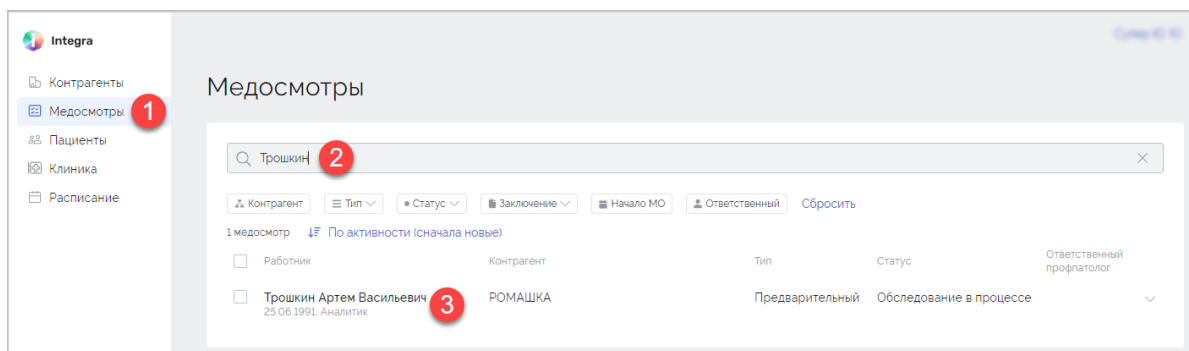 Integra
Контрагенты
Медосмотры 1
Пациенты
Клиника
Расписание
Медосмотры
Трошкин 2
Контрагент Тип Статус Заключение Начало МО Ответственный Сбросить
1 медосмотр По активности (сначала новые)
Работник Контрагент Тип Статус Ответственный профпатолог
Трошкин Артем Васильевич 3 РОМАШКА Предварительный Обследование в процессе
25.06.1991, Аналитик